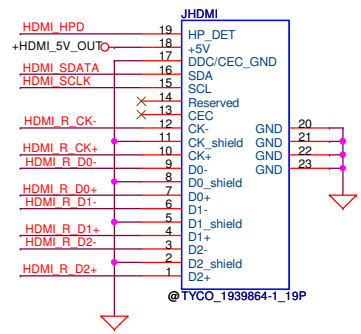 JHDMI
HDMI_HPD 19 HP_DET
+HDMI_5V_OUT 18 +5V
17 DDC/CEC_GND
HDMI_SDATA 16 SDA
HDMI_SCLK 15 SCL
14 Reserved
13 CEC
HDMI_R_CK- 12 CK- GND 20
11 CK_shield GND 21
HDMI_R_CK+ 10 CK+ GND 22
HDMI_R_D0- 9 D0- GND 23
8 D0_shield
HDMI_R_D0+ 7 D0+
HDMI_R_D1- 6 D1-
5 D1_shield
HDMI_R_D1+ 4 D1+
HDMI_R_D2- 3 D2-
2 D2_shield
HDMI_R_D2+ 1 D2+
@TYCO_1939864-1_19P